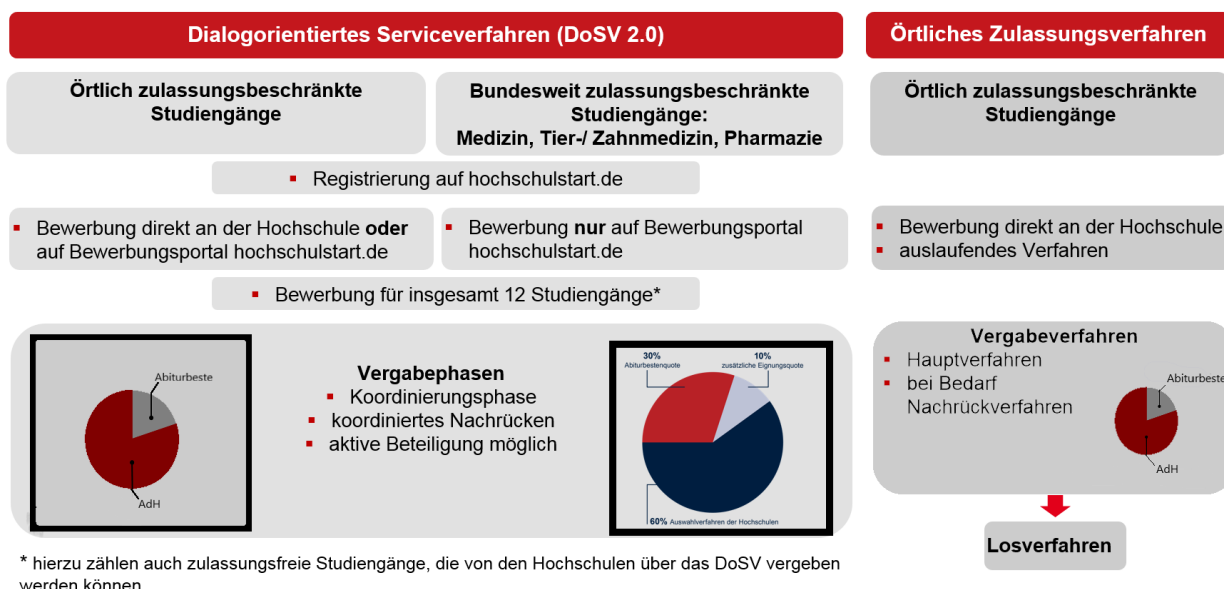 Dialogorientiertes Serviceverfahren (DoSV 2.0)
Örtlich zulassungsbeschränkte
Studiengänge
Bundesweit zulassungsbeschränkte
Studiengänge:
Medizin, Tier-/ Zahnmedizin, Pharmazie
Registrierung auf hochschulstart.de
Bewerbung direkt an der Hochschule oder
auf Bewerbungsportal hochschulstart.de
Bewerbung nur auf Bewerbungsportal
hochschulstart.de
Bewerbung für insgesamt 12 Studiengänge*
Abiturbeste
AdH
Vergabephasen
Koordinierungsphase
koordiniertes Nachrücken
aktive Beteiligung möglich
30%
Abiturbestenquote
10%
zusätzliche Eignungsquote
60% Auswahlverfahren der Hochschulen
* hierzu zählen auch zulassungsfreie Studiengänge, die von den Hochschulen über das DoSV vergeben
werden können
Örtliches Zulassungsverfahren
Örtlich zulassungsbeschränkte
Studiengänge
Bewerbung direkt an der Hochschule
auslaufendes Verfahren
Vergabeverfahren
Hauptverfahren
bei Bedarf
Nachrückverfahren
Abiturbeste
AdH
Losverfahren